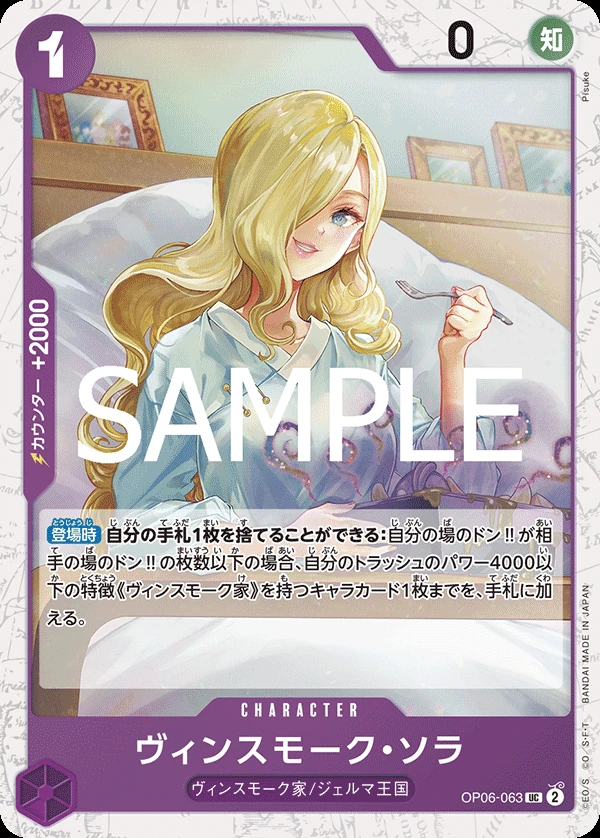 1
0
知
Pisuke
カウンター +2000
SAMPLE
登場時 自分の手札1枚を捨てることができる:自分の場のドン!!が相
手の場のドン!!の枚数以下の場合、自分のトラッシュのパワー4000以
下の特徴《ヴィンスモーク家》を持つキャラカード1枚までを、手札に加
える。
©E.O/S. ©O./S・F・T BANDAI MADE IN JAPAN
CHARACTER
ヴィンスモーク・ソラ
ヴィンスモーク家/ジェルマ王国
OP06-063 UC 2